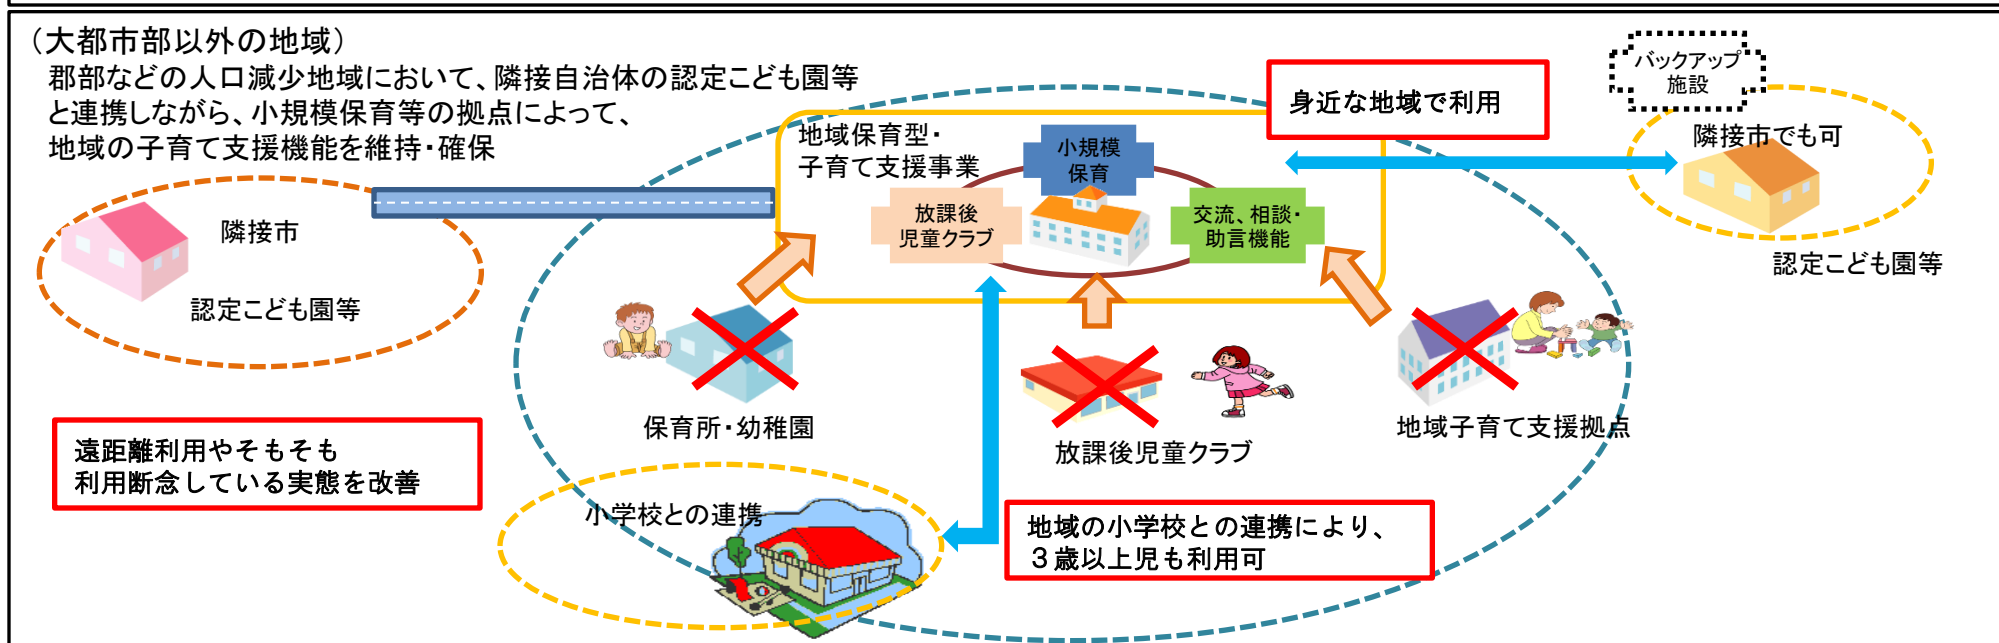 （大都市部以外の地域）
郡部などの人口減少地域において、隣接自治体の認定こども園等
と連携しながら、小規模保育等の拠点によって、
地域の子育て支援機能を維持・確保
バックアップ
施設
身近な地域で利用
隣接市でも可
認定こども園等
地域保育型・
子育て支援事業
小規模
保育
放課後
児童クラブ
交流、相談・
助言機能
隣接市
認定こども園等
保育所・幼稚園
放課後児童クラブ
地域子育て支援拠点
遠距離利用やそもそも
利用断念している実態を改善
小学校との連携
地域の小学校との連携により、
３歳以上児も利用可